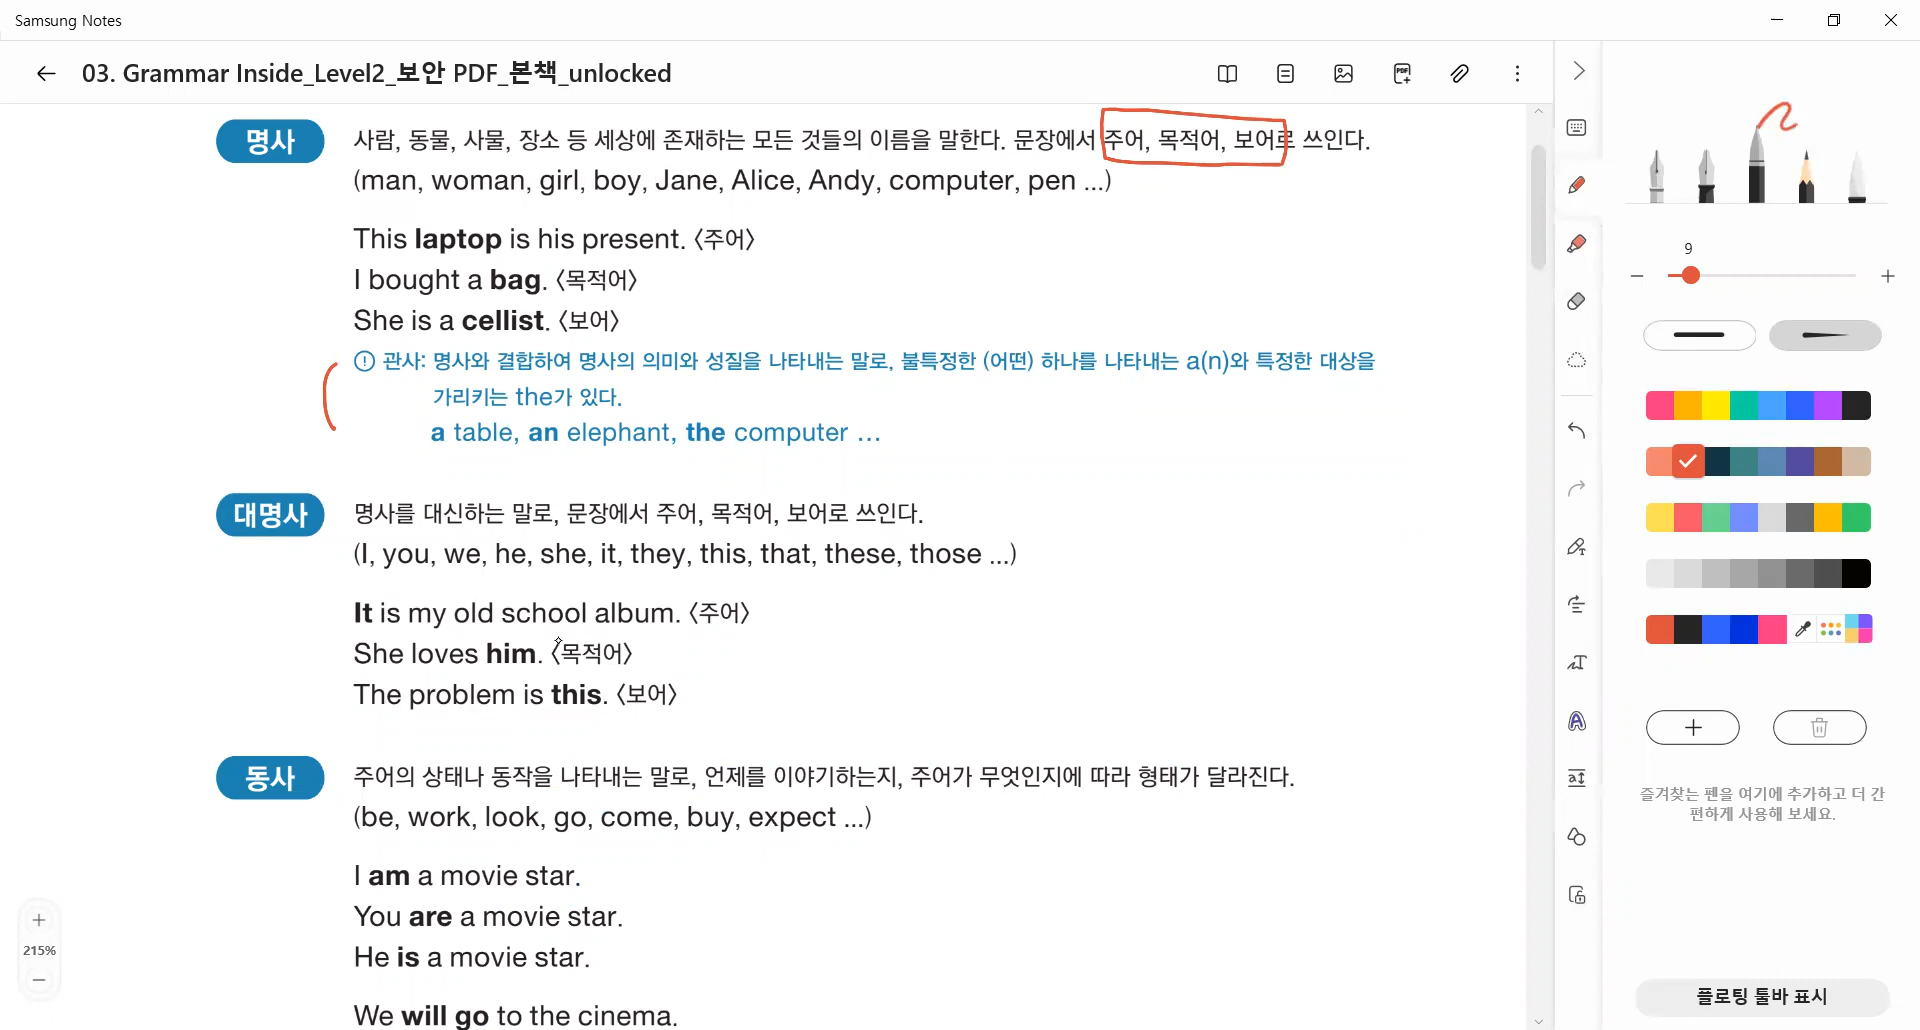 Samsung Notes
03. Grammar Inside_Level2_보안 PDF_본책_unlocked
명사
사람, 동물, 사물, 장소 등 세상에 존재하는 모든 것들의 이름을 말한다. 문장에서 주어, 목적어, 보어로 쓰인다.
(man, woman, girl, boy, Jane, Alice, Andy, computer, pen ...)
This laptop is his present. 〈주어〉
I bought a bag. 〈목적어〉
She is a cellist. 〈보어〉
! 관사: 명사와 결합하여 명사의 의미와 성질을 나타내는 말로, 불특정한 (어떤) 하나를 나타내는 a(n)와 특정한 대상을
가리키는 the가 있다.
a table, an elephant, the computer ...
대명사
명사를 대신하는 말로, 문장에서 주어, 목적어, 보어로 쓰인다.
(I, you, we, he, she, it, they, this, that, these, those ...)
It is my old school album. 〈주어〉
She loves him. 〈목적어〉
The problem is this. 〈보어〉
동사
주어의 상태나 동작을 나타내는 말로, 언제를 이야기하는지, 주어가 무엇인지에 따라 형태가 달라진다.
(be, work, look, go, come, buy, expect ...)
I am a movie star.
You are a movie star.
He is a movie star.
We will go to the cinema.
215%
PDF
9
즐겨찾는 펜을 여기에 추가하고 더 간
편하게 사용해 보세요.
플로팅 툴바 표시